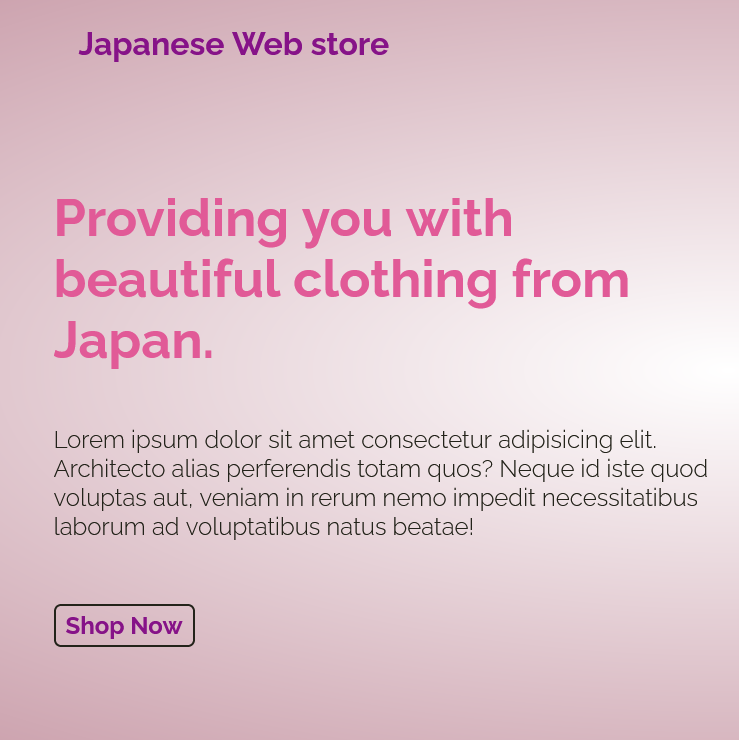 Japanese Web store
Providing you with
beautiful clothing from
Japan.
Lorem ipsum dolor sit amet consectetur adipisicing elit.
Architecto alias perferendis totam quos? Neque id iste quod
voluptas aut, veniam in rerum nemo impedit necessitatibus
laborum ad voluptatibus natus beatae!
Shop Now